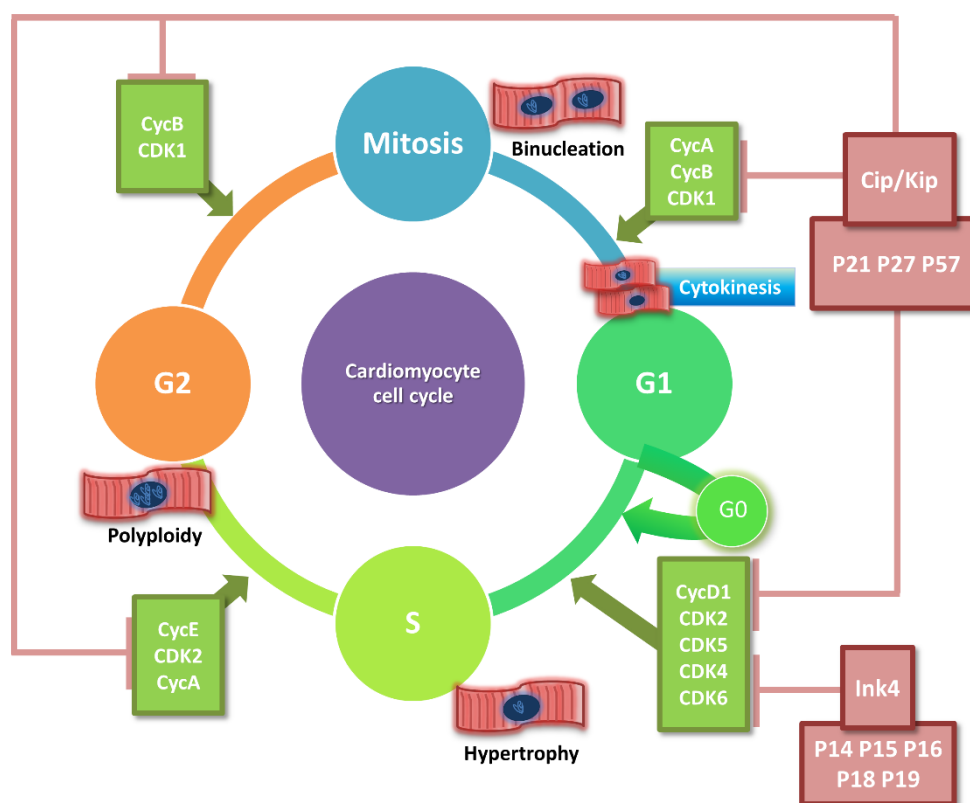 CycB
CDK1
Mitosis
Binucleation
CycA
CycB
CDK1
Cip/Kip
P21 P27 P57
Cytokinesis
G2
Cardiomyocyte
cell cycle
G1
G0
Polyploidy
CycE
CDK2
CycA
S
Hypertrophy
CycD1
CDK2
CDK5
CDK4
CDK6
Ink4
P14 P15 P16
P18 P19